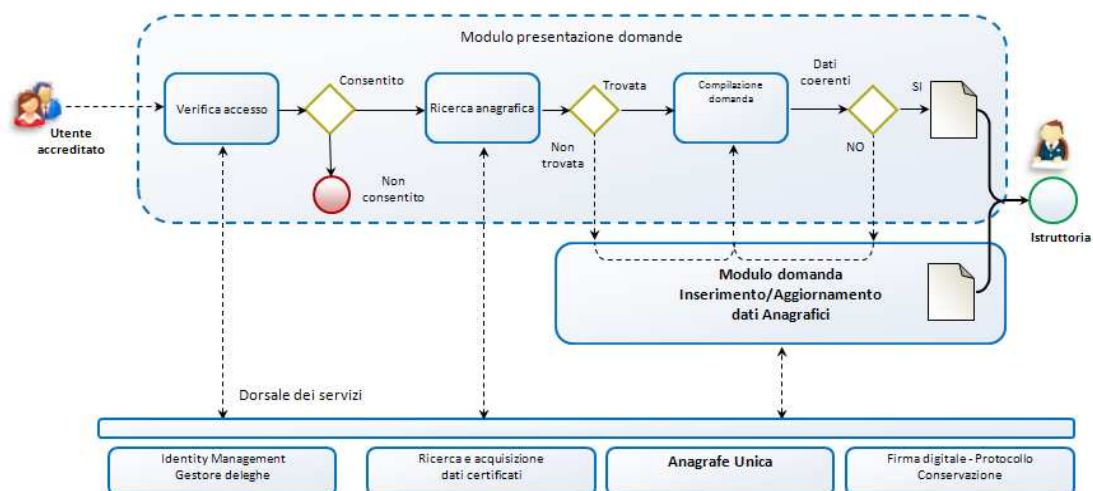 Modulo presentazione domande
Utente
accreditato
Verifica accesso
Consentito
Non
consentito
Ricerca anagrafica
Trovata
Non
trovata
Compilazione
domanda
Dati
coerenti
SI
NO
Istruttoria
Modulo domanda
Inserimento/Aggiornamento
dati Anagrafici
Dorsale dei servizi
Identity Management
Gestore deleghe
Ricerca e acquisizione
dati certificati
Anagrafe Unica
Firma digitale - Protocollo
Conservazione